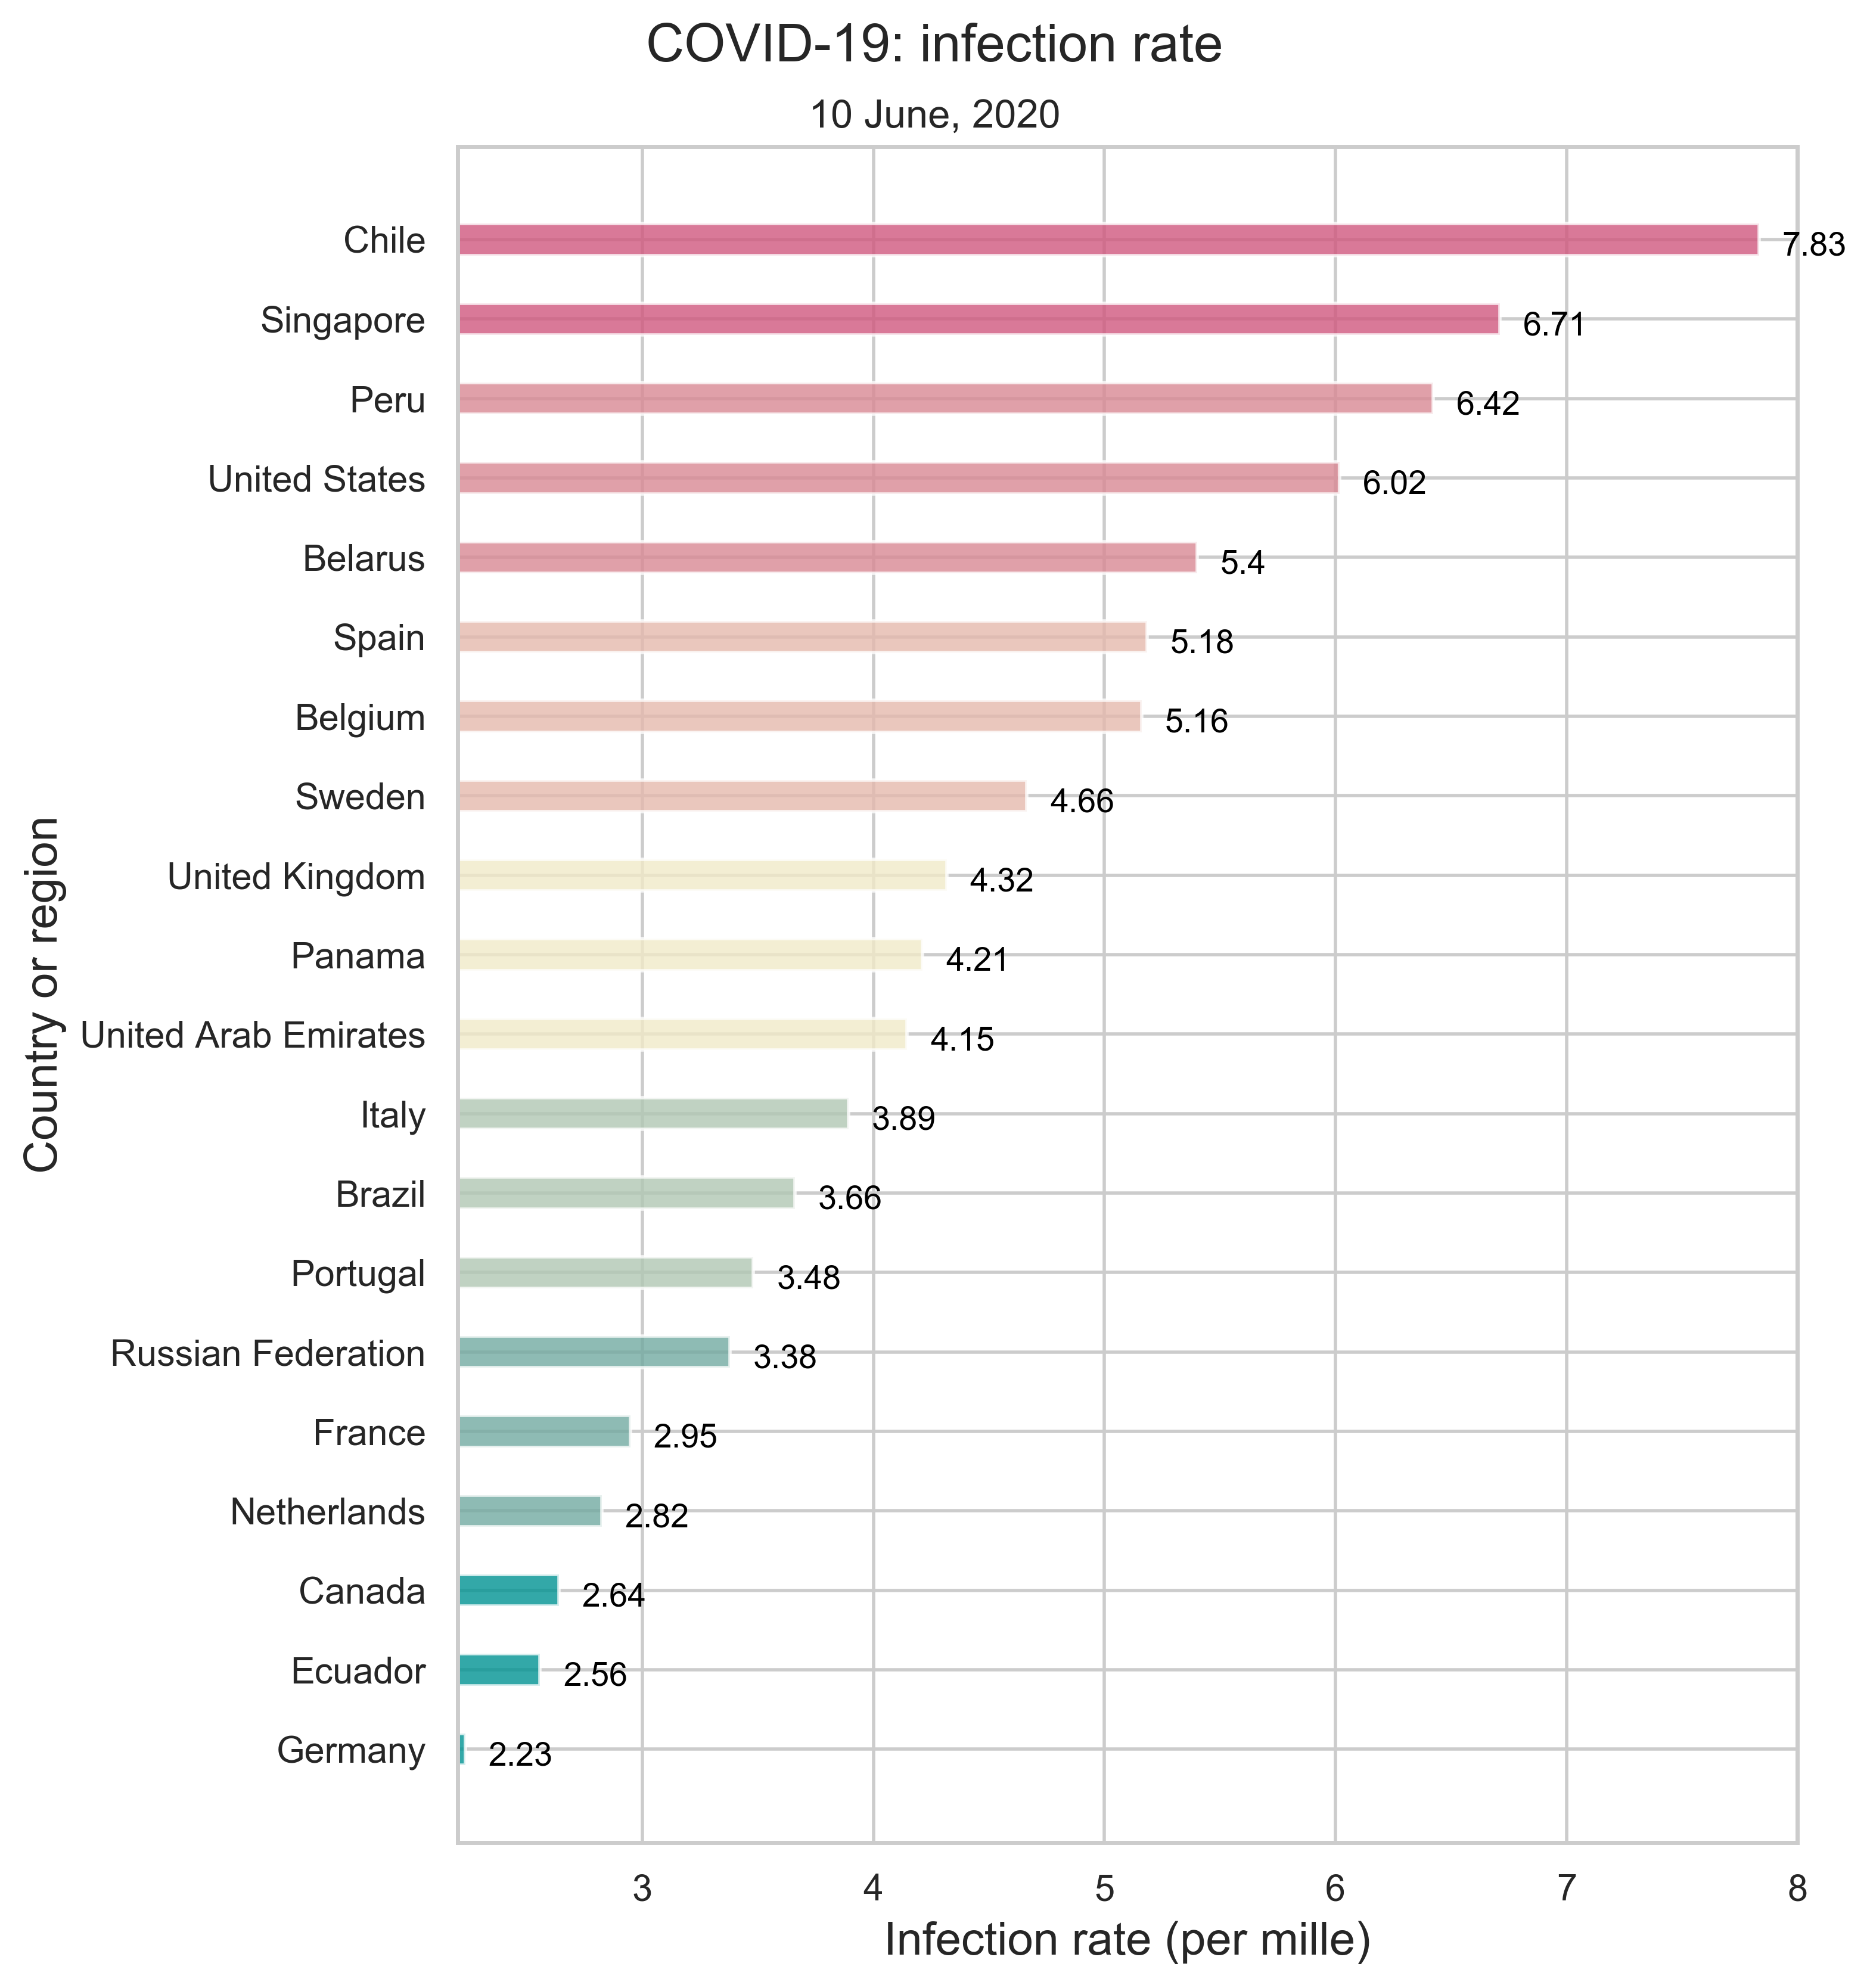 COVID-19: infection rate
10 June, 2020
Country or region
Chile 7.83
Singapore 6.71
Peru 6.42
United States 6.02
Belarus 5.4
Spain 5.18
Belgium 5.16
Sweden 4.66
United Kingdom 4.32
Panama 4.21
United Arab Emirates 4.15
Italy 3.89
Brazil 3.66
Portugal 3.48
Russian Federation 3.38
France 2.95
Netherlands 2.82
Canada 2.64
Ecuador 2.56
Germany 2.23
3 4 5 6 7 8
Infection rate (per mille)